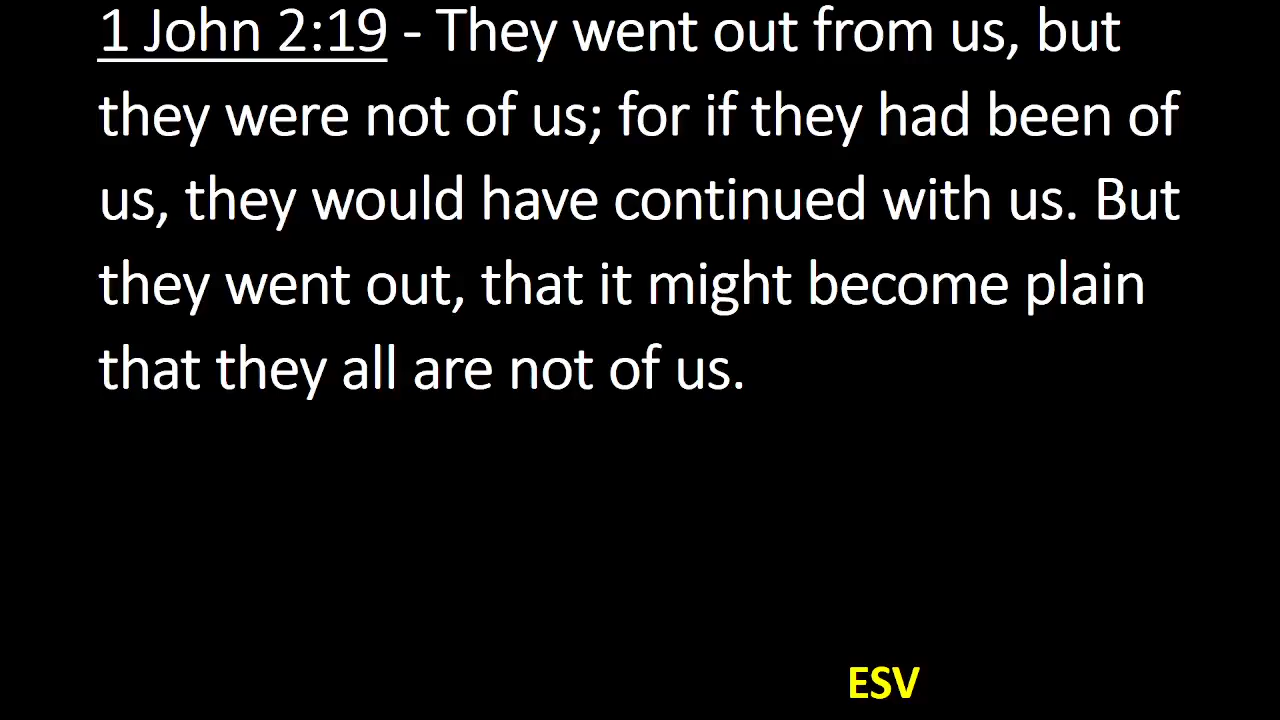 1 John 2:19 - They went out from us, but
they were not of us; for if they had been of
us, they would have continued with us. But
they went out, that it might become plain
that they all are not of us.
ESV